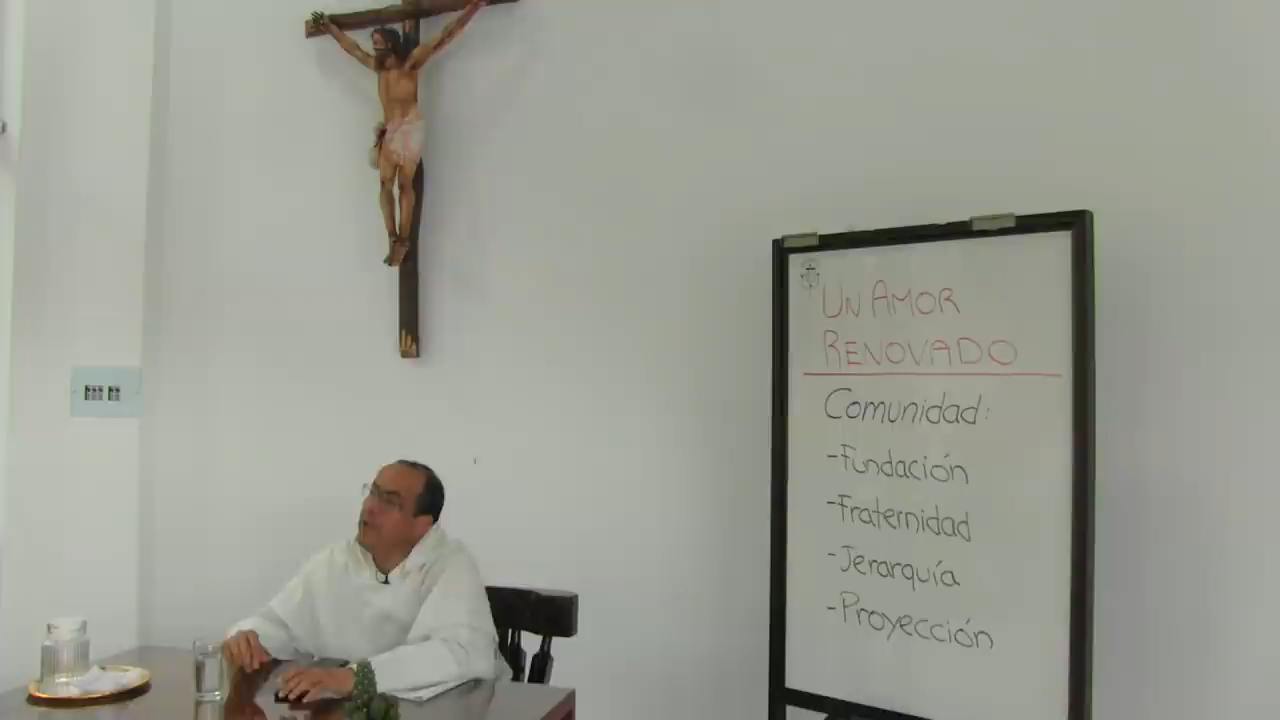 UN AMOR
RENOVADO
Comunidad:
-Fundación
-Fraternidad
-Jerarquía
-Proyección